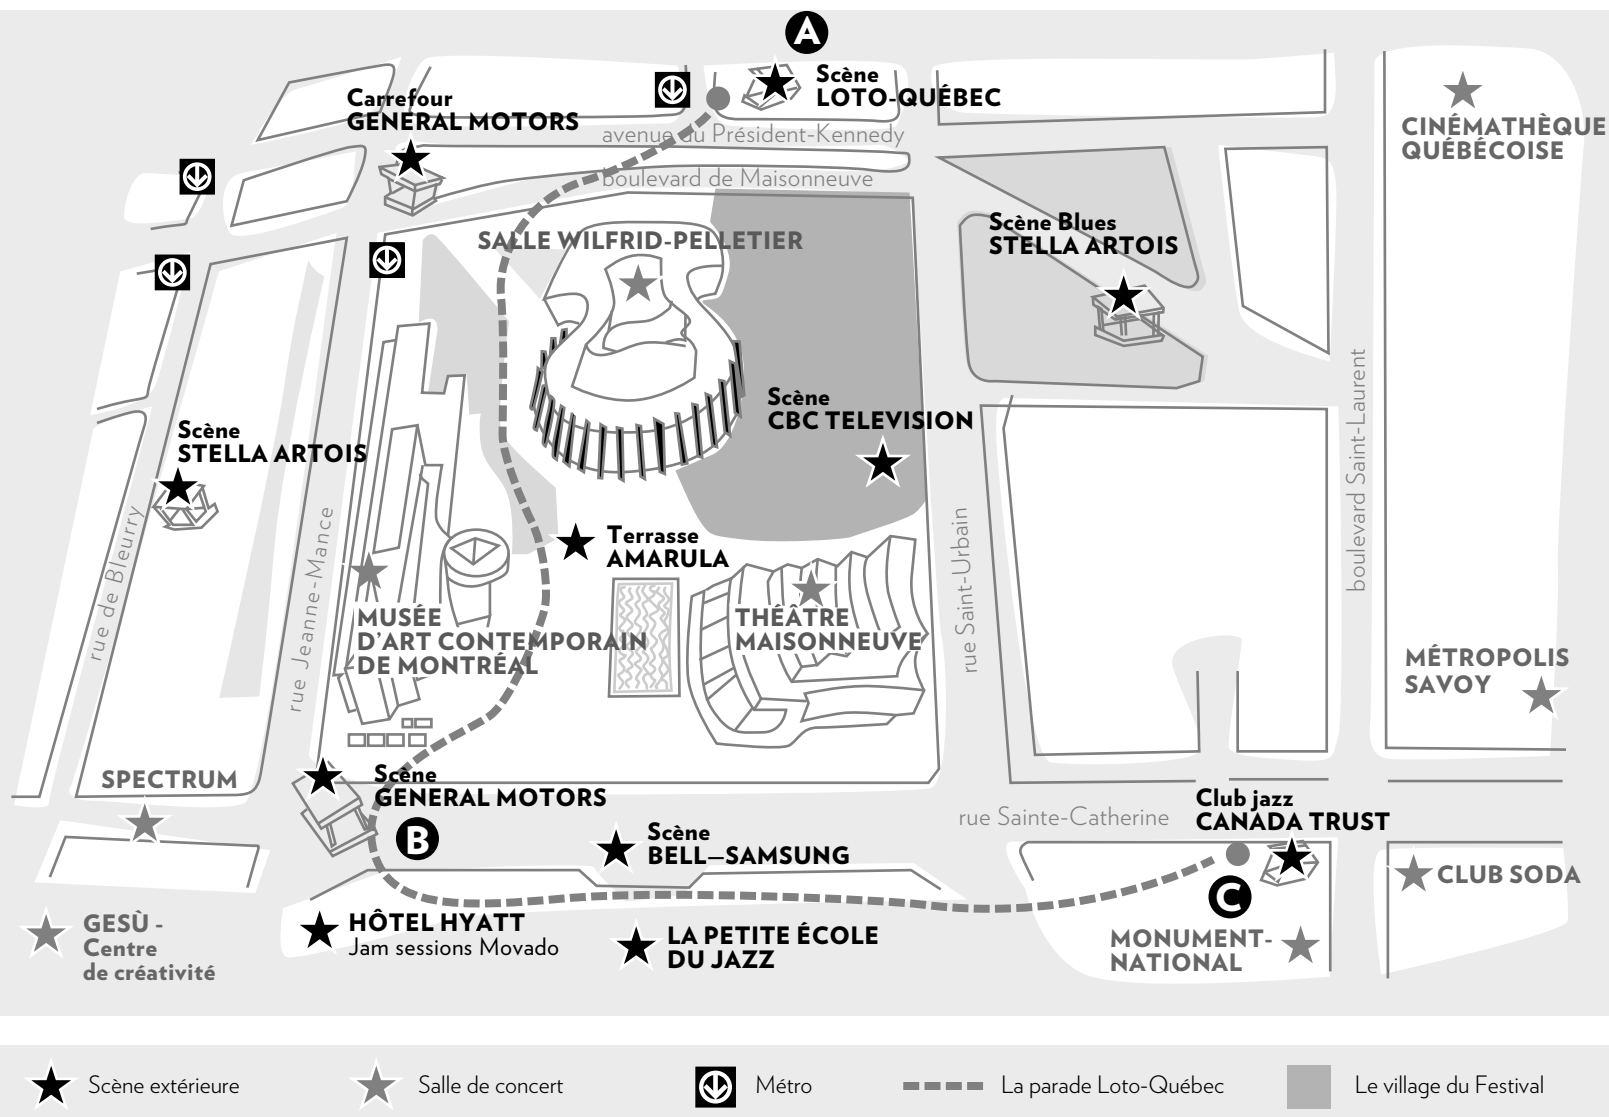 A
Scène
LOTO-QUÉBEC
Carrefour
GENERAL MOTORS
avenue du Président-Kennedy
CINÉMATHÈQUE
QUÉBÉCOISE
boulevard de Maisonneuve
SALLE WILFRID-PELLETIER
Scène Blues
STELLA ARTOIS
Scène
CBC TELEVISION
Scène
STELLA ARTOIS
boulevard Saint-Laurent
rue de Bleurry
rue Jeanne-Mance
rue Saint-Urbain
Terrasse
AMARULA
MUSÉE
D'ART CONTEMPORAIN
DE MONTRÉAL
THÉÂTRE
MAISONNEUVE
MÉTROPOLIS
SAVOY
SPECTRUM
Scène
GENERAL MOTORS
B
Scène
BELL–SAMSUNG
rue Sainte-Catherine
Club jazz
CANADA TRUST
C
CLUB SODA
GESÙ -
Centre
de créativité
HÔTEL HYATT
Jam sessions Movado
LA PETITE ÉCOLE
DU JAZZ
MONUMENT-
NATIONAL
Scène extérieure
Salle de concert
Métro
La parade Loto-Québec
Le village du Festival